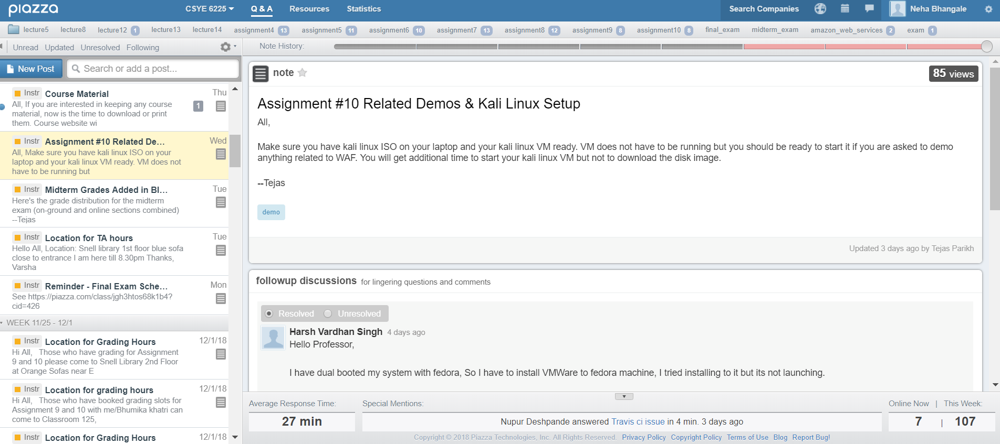 piazza
CSYE 6225
Q & A
Resources
Statistics
Search Companies
Neha Bhangale
lecture5
lecture8
lecture12 1
lecture13
lecture14
assignment4 13
assignment5 11
assignment6 10
assignment7 13
assignment8 12
assignment9 8
assignment10 8
final_exam
midterm_exam
amazon_web_services 2
exam 1
Unread Updated Unresolved Following
Note History:
New Post
Search or add a post...
Instr Course Material Thu
All, If you are interested in keeping any course 1
material, now is the time to download or print
them. Course website wi
Instr Assignment #10 Related De... Wed
All, Make sure you have kali linux ISO on your
laptop and your kali linux VM ready. VM does not
have to be running but
Instr Midterm Grades Added in Bl... Tue
Here's the grade distribution for the midterm
exam (on-ground and online sections combined)
--Tejas
Instr Location for TA hours Tue
Hello All, Location: Snell library 1st floor blue sofa
close to entrance I am here till 8.30pm Thanks,
Varsha
Instr Reminder - Final Exam Sche... Mon
See https://piazza.com/class/jgh3htos68k1b4?
cid=426
WEEK 11/25 - 12/1
Instr Location for Grading Hours 12/1/18
Hi All, Those who have grading for Assignment
9 and 10 please come to Snell Library 2nd Floor
at Orange Sofas near E
Instr Location for grading hours 12/1/18
Hi All, Those who have booked grading slots for
Assignment 9 and 10 with me/Bhumika khatri can
come to Classroom 125,
Instr Location for Grading Hours 12/1/18
note
85 views
Assignment #10 Related Demos & Kali Linux Setup
All,
Make sure you have kali linux ISO on your laptop and your kali linux VM ready. VM does not have to be running but you should be ready to start it if you are asked to demo
anything related to WAF. You will get additional time to start your kali linux VM but not to download the disk image.
--Tejas
demo
Updated 3 days ago by Tejas Parikh
followup discussions for lingering questions and comments
Resolved Unresolved
Harsh Vardhan Singh 4 days ago
Hello Professor,
I have dual booted my system with fedora, So I have to install VMWare to fedora machine, I tried installing to it but its not launching.
Average Response Time:
27 min
Special Mentions:
Nupur Deshpande answered Travis ci issue in 4 min. 3 days ago
Online Now | This Week:
7 | 107
Copyright © 2018 Piazza Technologies, Inc. All Rights Reserved. Privacy Policy Copyright Policy Terms of Use Blog Report Bug!